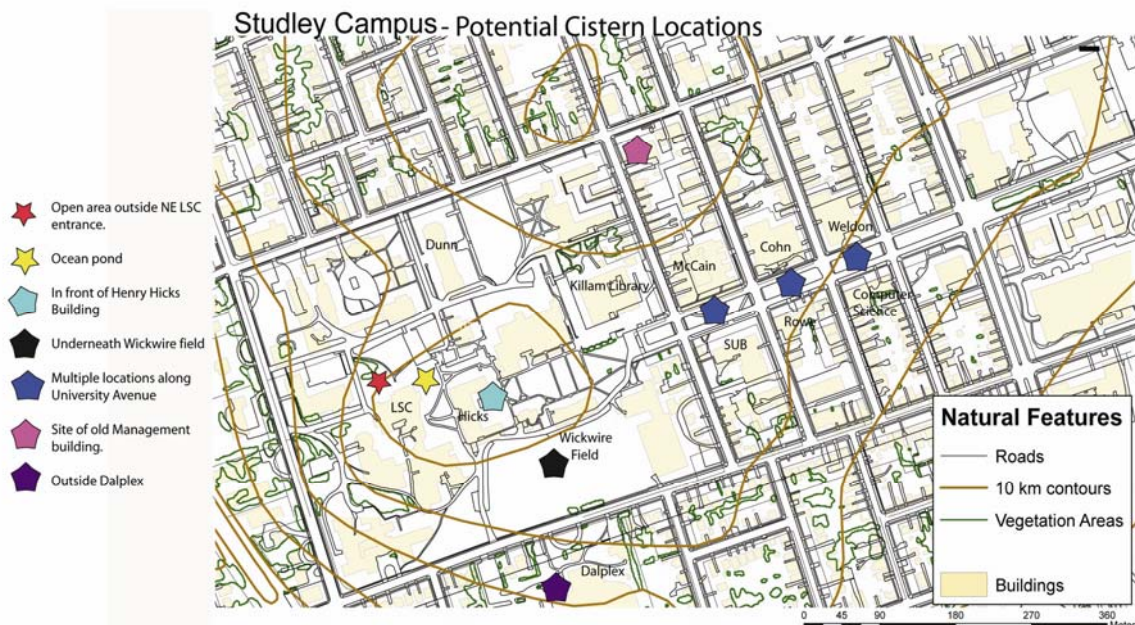 Studley Campus - Potential Cistern Locations
Open area outside NE LSC
entrance.
Ocean pond
In front of Henry Hicks
Building
Underneath Wickwire field
Multiple locations along
University Avenue
Site of old Management
building.
Outside Dalplex
Dunn
Killam Library
McCain
Cohn
Weldon
Computer
Science
Rowe
SUB
LSC
Hicks
Wickwire
Field
Dalplex
Natural Features
Roads
10 km contours
Vegetation Areas
Buildings
0 45 90 180 270 360